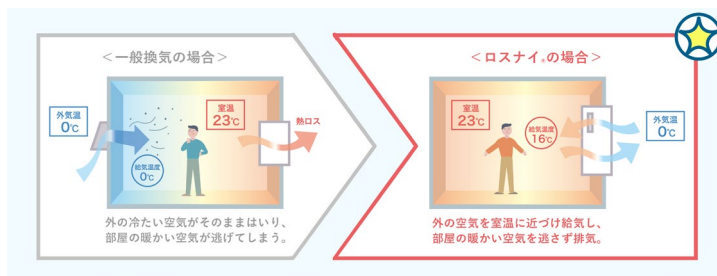 <一般換気の場合>
外気温
0℃
室温
23℃
熱ロス
給気温度
0℃
外の冷たい空気がそのままはいり、
部屋の暖かい空気が逃げてしまう。
<ロスナイ®の場合>
室温
23℃
給気温度
16℃
外気温
0℃
外の空気を室温に近づけ給気し、
部屋の暖かい空気を逃さず排気。